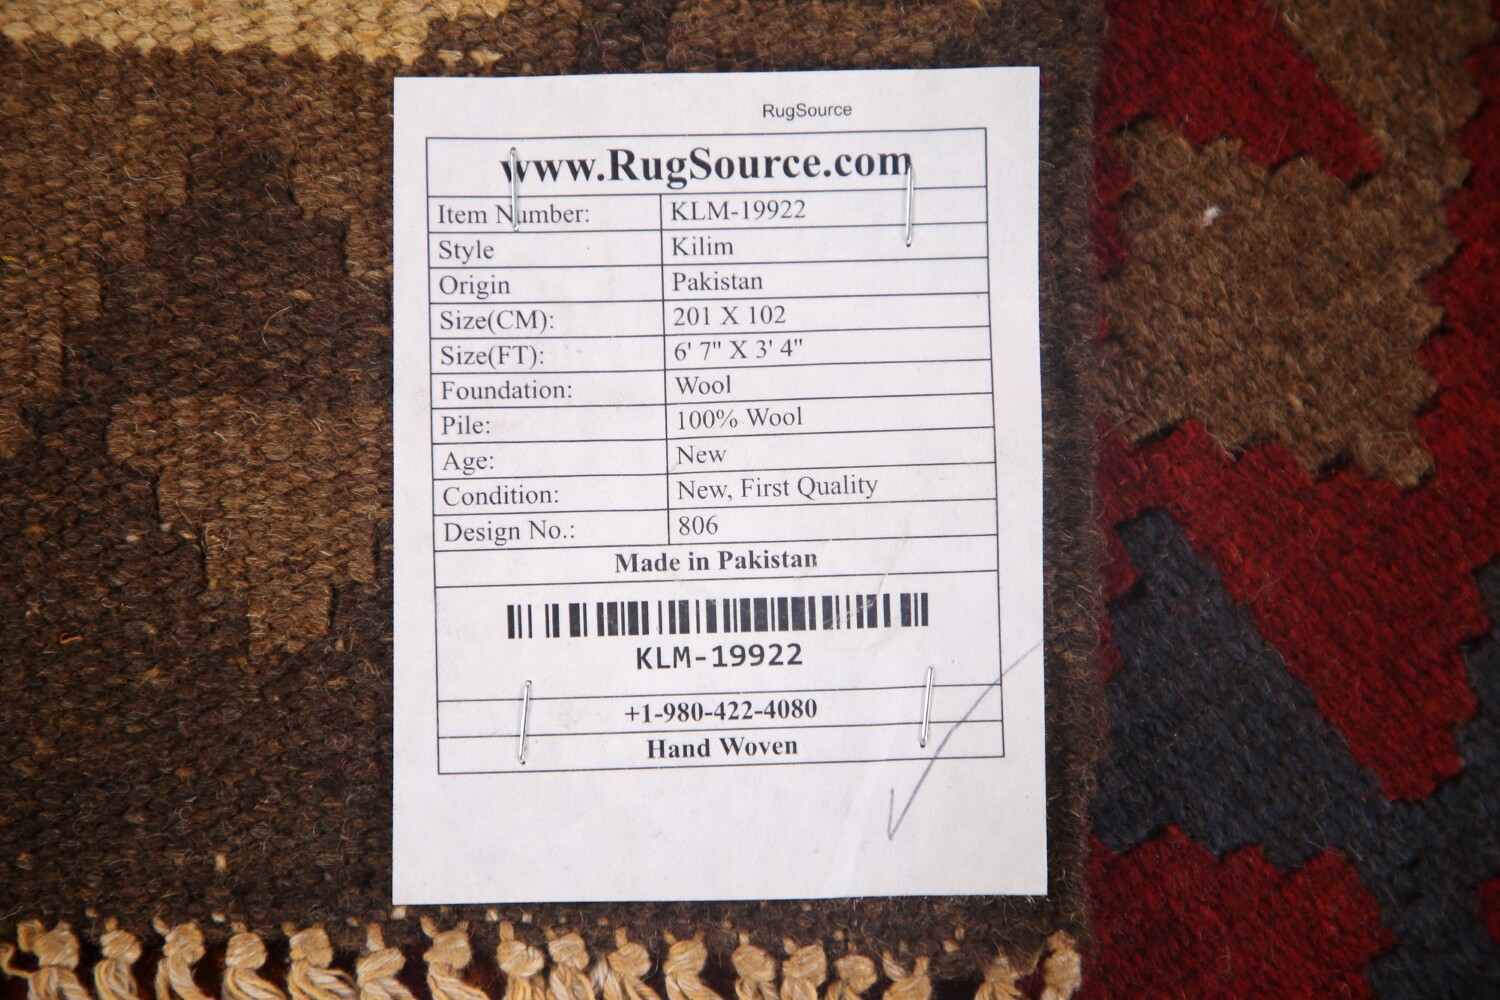 RugSource
www.RugSource.com
Item Number: KLM-19922
Style Kilim
Origin Pakistan
Size(CM): 201 X 102
Size(FT): 6' 7" X 3' 4"
Foundation: Wool
Pile: 100% Wool
Age: New
Condition: New, First Quality
Design No.: 806
Made in Pakistan
KLM-19922
+1-980-422-4080
Hand Woven